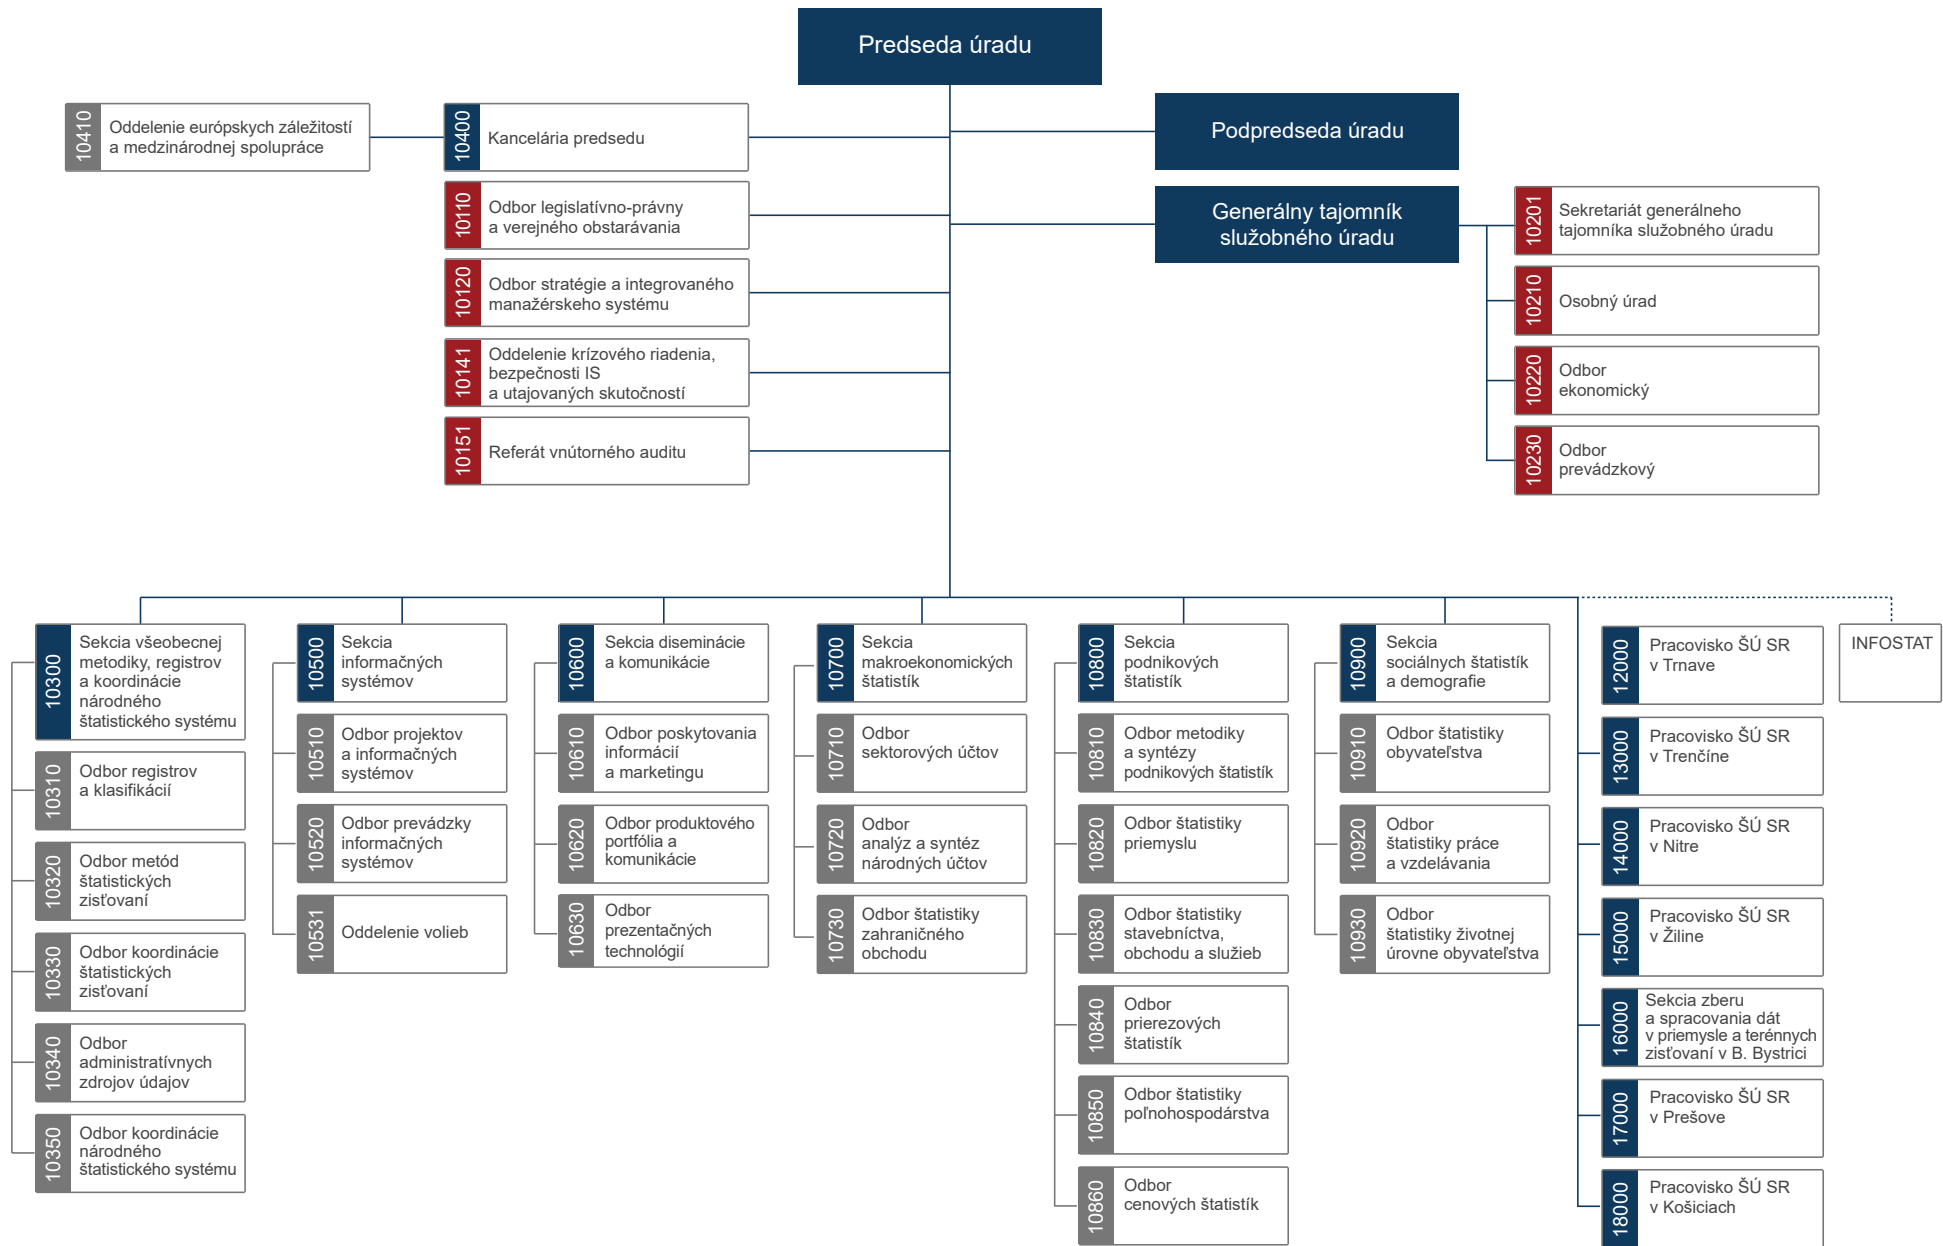 Predseda úradu
Podpredseda úradu
Generálny tajomník
služobného úradu
10410
Oddelenie európskych záležitostí
a medzinárodnej spolupráce
10400
Kancelária predsedu
10110
Odbor legislatívno-právny
a verejného obstarávania
10120
Odbor stratégie a integrovaného
manažérskeho systému
10141
Oddelenie krízového riadenia,
bezpečnosti IS
a utajovaných skutočností
10151
Referát vnútorného auditu
10201
Sekretariát generálneho
tajomníka služobného úradu
10210
Osobný úrad
10220
Odbor
ekonomický
10230
Odbor
prevádzkový
10300
Sekcia všeobecnej
metodiky, registrov
a koordinácie
národného
štatistického systému
10310
Odbor registrov
a klasifikácií
10320
Odbor metód
štatistických
zisťovaní
10330
Odbor koordinácie
štatistických
zisťovaní
10340
Odbor
administratívnych
zdrojov údajov
10350
Odbor koordinácie
národného
štatistického systému
10500
Sekcia
informačných
systémov
10510
Odbor projektov
a informačných
systémov
10520
Odbor prevádzky
informačných
systémov
10531
Oddelenie volieb
10600
Sekcia diseminácie
a komunikácie
10610
Odbor poskytovania
informácií
a marketingu
10620
Odbor produktového
portfólia a
komunikácie
10630
Odbor
prezentačných
technológií
10700
Sekcia
makroekonomických
štatistík
10710
Odbor
sektorových účtov
10720
Odbor
analýz a syntéz
národných účtov
10730
Odbor štatistiky
zahraničného
obchodu
10800
Sekcia
podnikových
štatistík
10810
Odbor metodiky
a syntézy
podnikových štatistík
10820
Odbor štatistiky
priemyslu
10830
Odbor štatistiky
stavebníctva,
obchodu a služieb
10840
Odbor
prierezových
štatistík
10850
Odbor štatistiky
poľnohospodárstva
10860
Odbor
cenových štatistík
10900
Sekcia
sociálnych štatistík
a demografie
10910
Odbor štatistiky
obyvateľstva
10920
Odbor
štatistiky práce
a vzdelávania
10930
Odbor
štatistiky životnej
úrovne obyvateľstva
12000
Pracovisko ŠÚ SR
v Trnave
13000
Pracovisko ŠÚ SR
v Trenčíne
14000
Pracovisko ŠÚ SR
v Nitre
15000
Pracovisko ŠÚ SR
v Žiline
16000
Sekcia zberu
a spracovania dát
v priemysle a terénnych
zisťovaní v B. Bystrici
17000
Pracovisko ŠÚ SR
v Prešove
18000
Pracovisko ŠÚ SR
v Košiciach
INFOSTAT